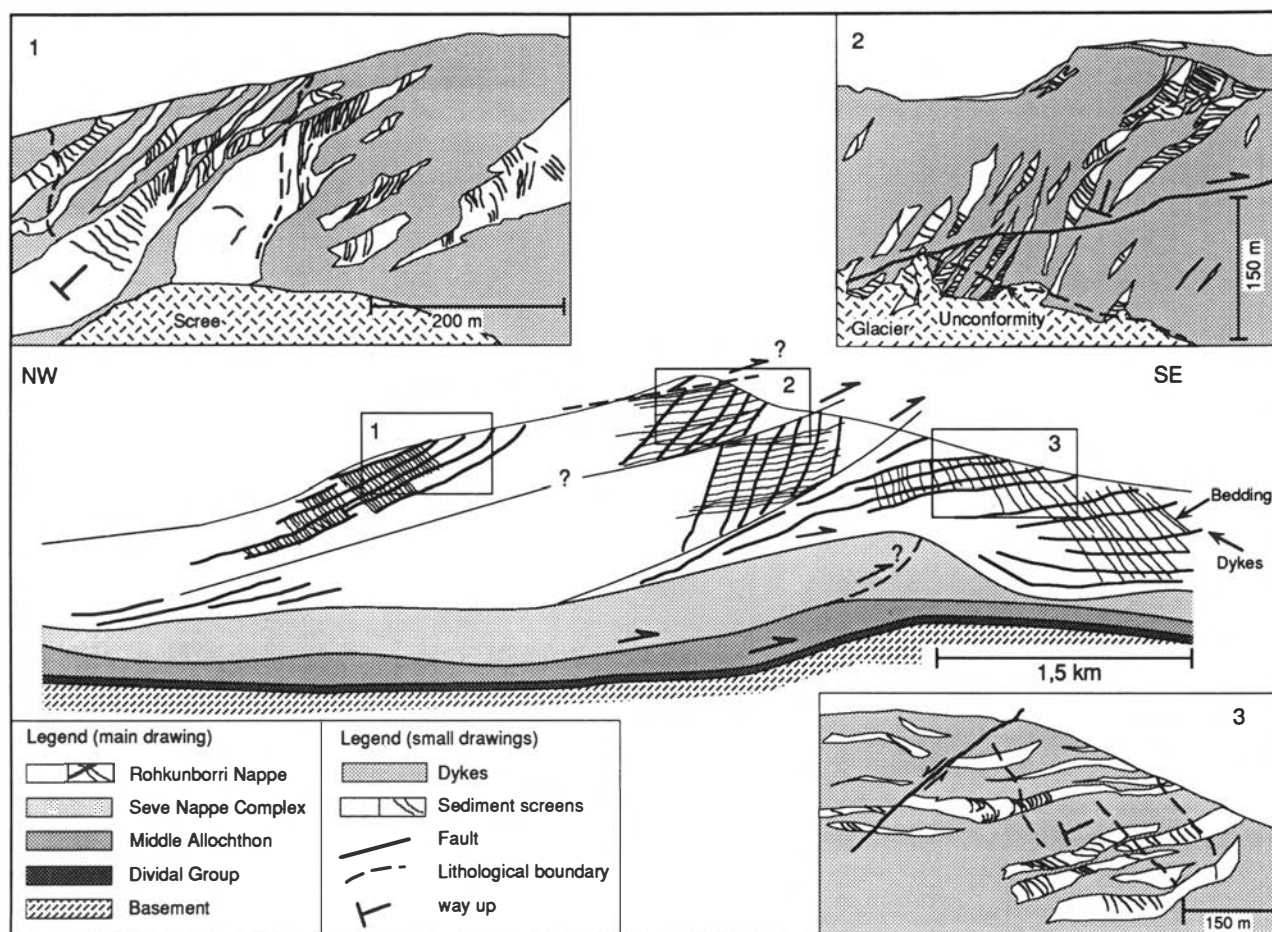 1
Scree
200 m
2
Glacier
Unconformity
150 m
NW
SE
?
2
1
3
?
?
Bedding
Dykes
1,5 km
Legend (main drawing)
Rohkunborri Nappe
Seve Nappe Complex
Middle Allochthon
Dividal Group
Basement
Legend (small drawings)
Dykes
Sediment screens
Fault
Lithological boundary
way up
3
150 m